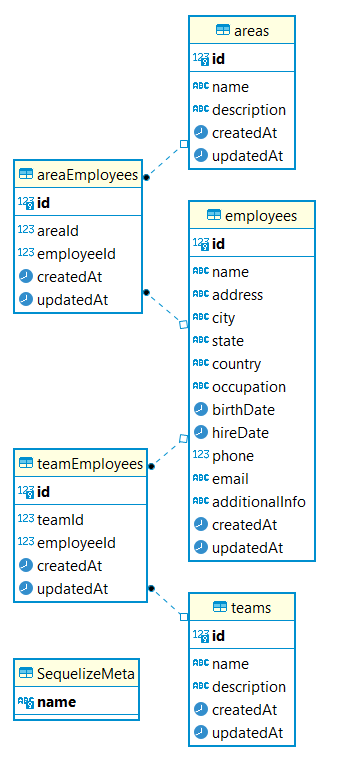 areas
123 id
ABC name
ABC description
createdAt
updatedAt
areaEmployees
123 id
123 areaId
123 employeeId
createdAt
updatedAt
employees
123 id
ABC name
ABC address
ABC city
ABC state
ABC country
ABC occupation
birthDate
hireDate
123 phone
ABC email
ABC additionalInfo
createdAt
updatedAt
teamEmployees
123 id
123 teamId
123 employeeId
createdAt
updatedAt
teams
123 id
ABC name
ABC description
createdAt
updatedAt
SequelizeMeta
ABC name